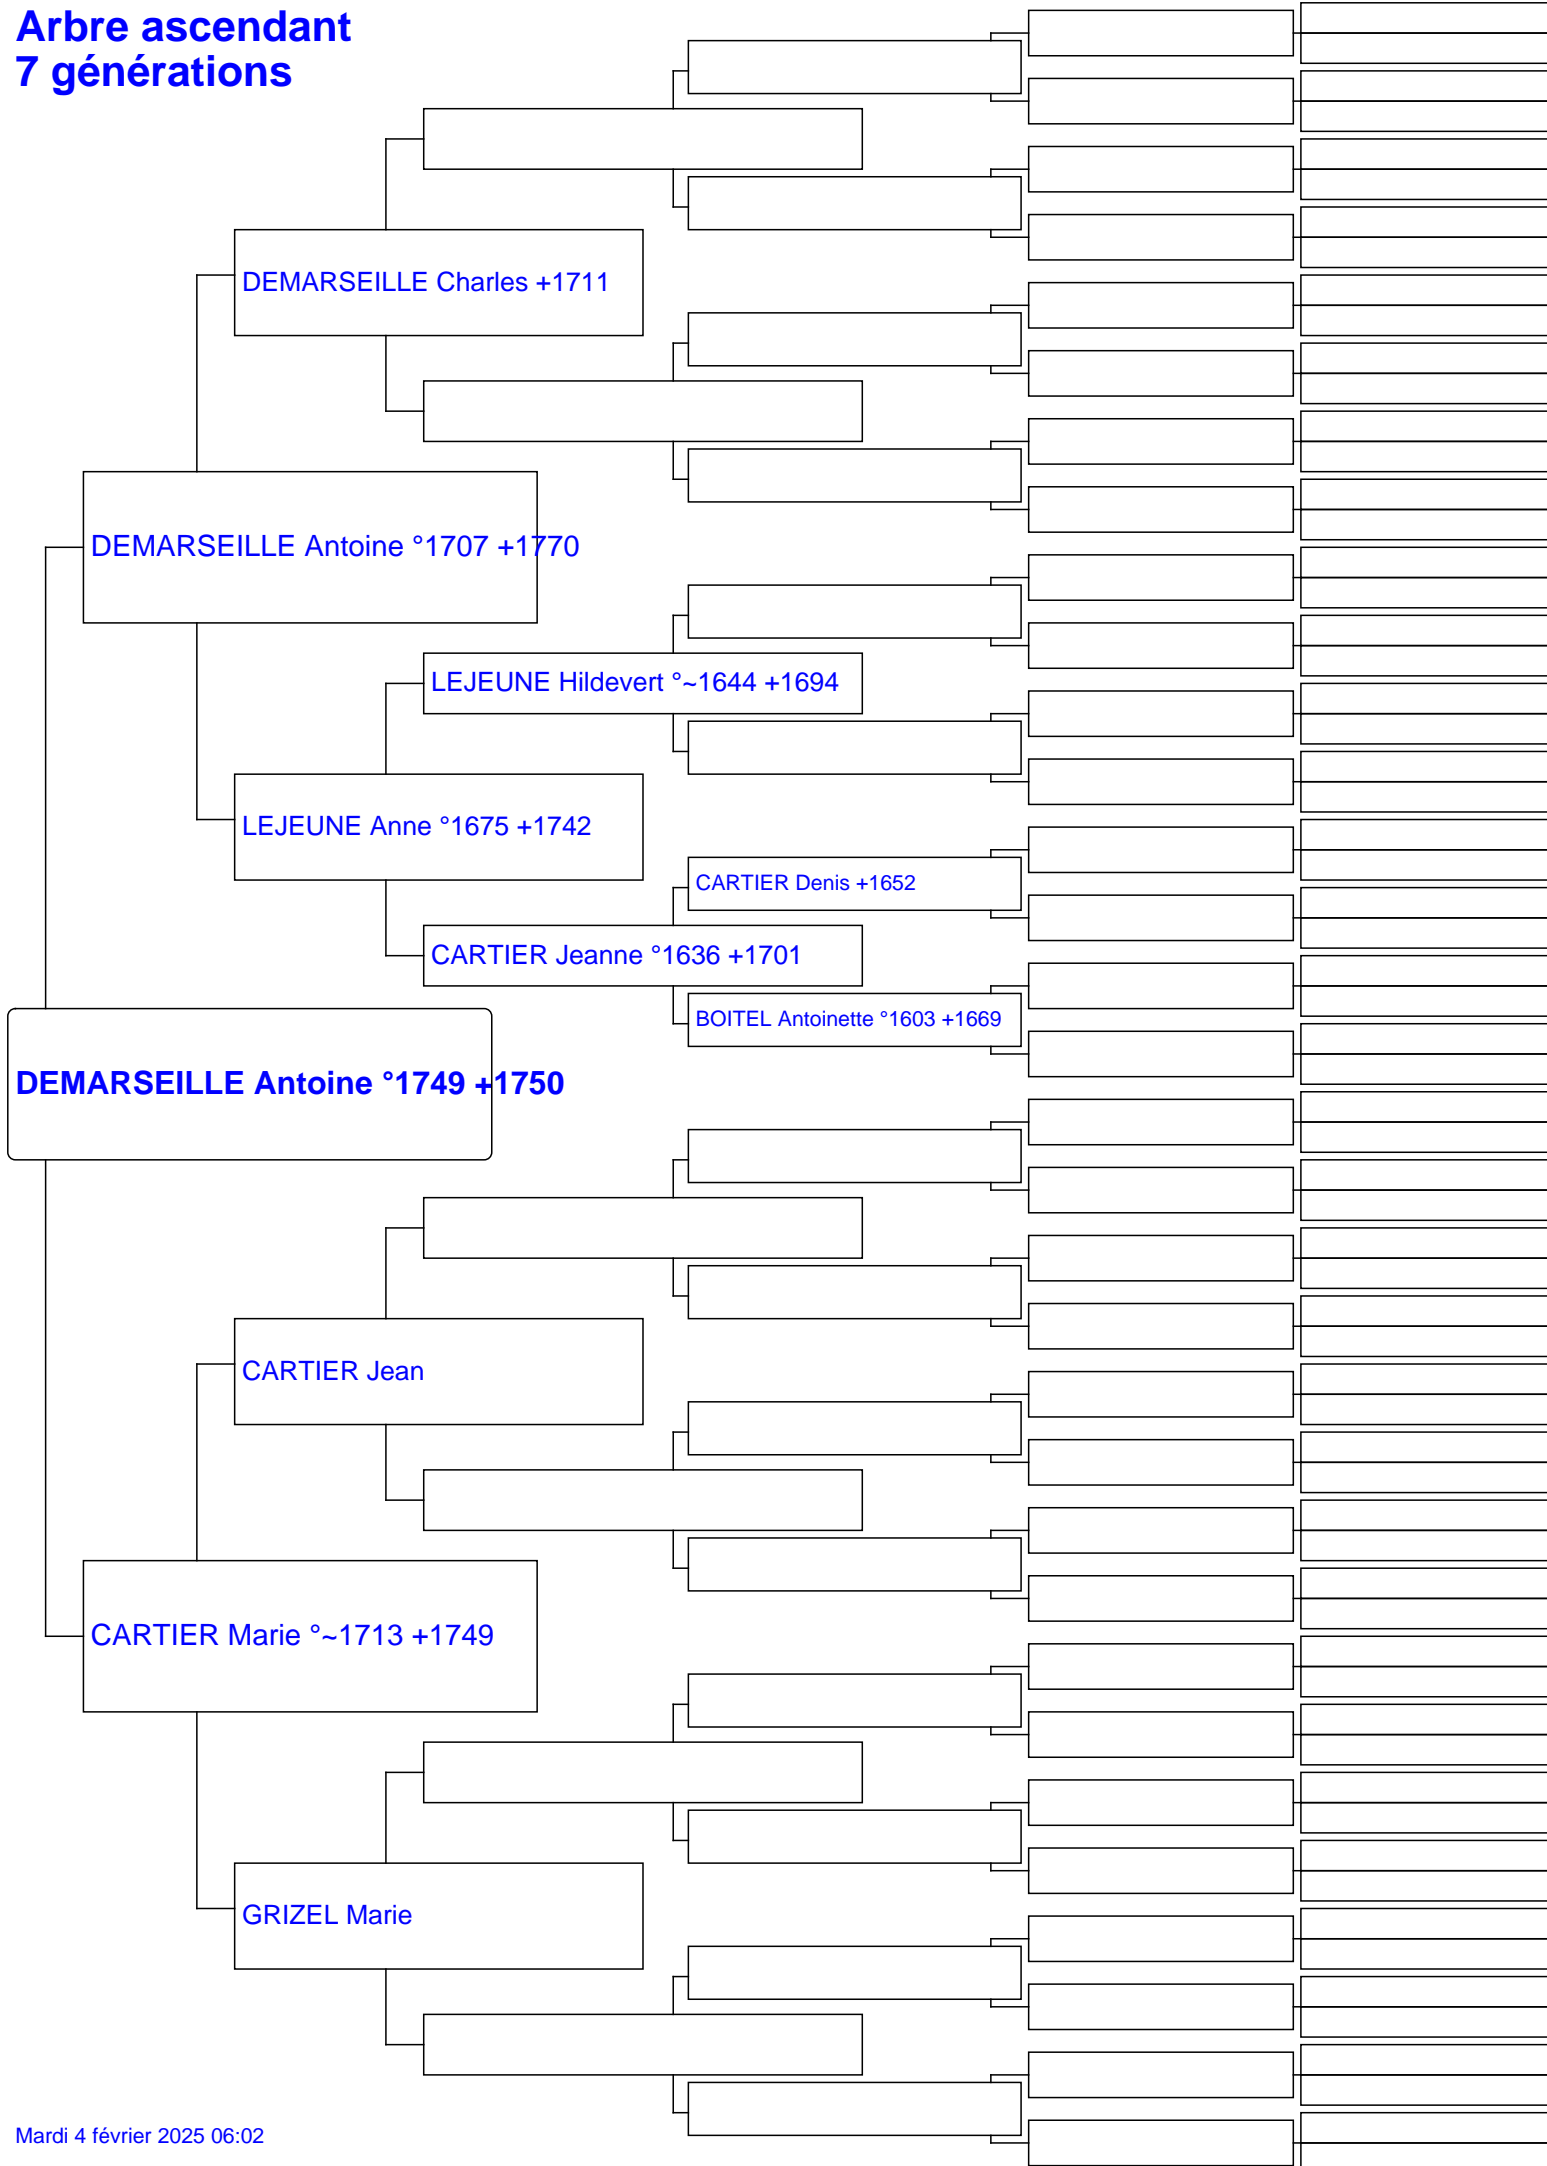 Arbre ascendant
7 générations
DEMARSEILLE Charles +1711
DEMARSEILLE Antoine °1707 +1770
LEJEUNE Hildevert °~1644 +1694
LEJEUNE Anne °1675 +1742
CARTIER Denis +1652
CARTIER Jeanne °1636 +1701
BOITEL Antoinette °1603 +1669
DEMARSEILLE Antoine °1749 +1750
CARTIER Jean
CARTIER Marie °~1713 +1749
GRIZEL Marie
Mardi 4 février 2025 06:02